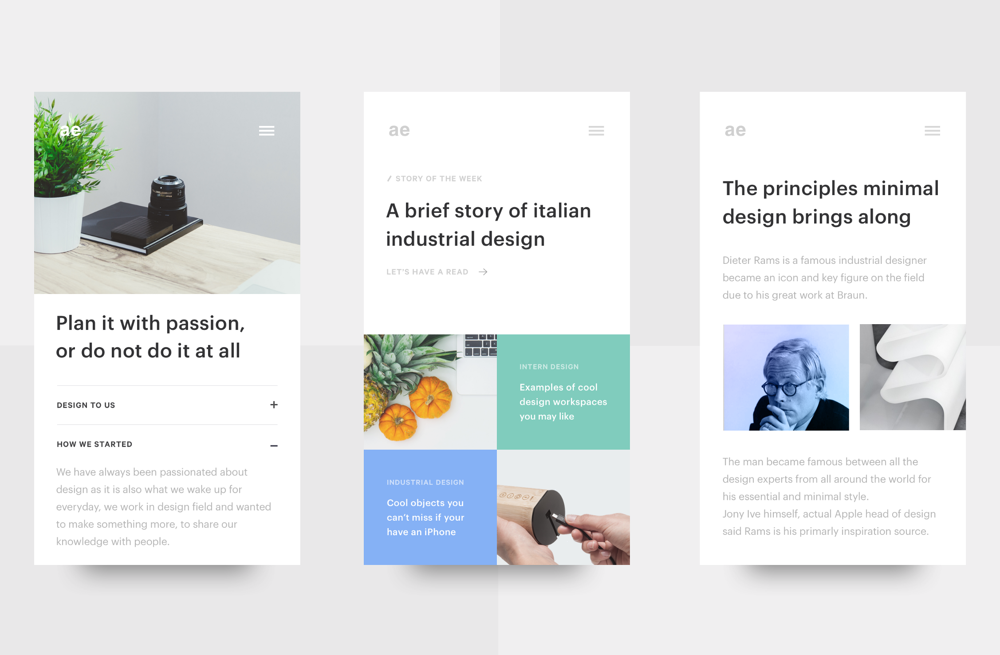 ae
Plan it with passion,
or do not do it at all
DESIGN TO US
HOW WE STARTED
We have always been passionated about
design as it is also what we wake up for
everyday, we work in design field and wanted
to make something more, to share our
knowledge with people.
ae
STORY OF THE WEEK
A brief story of italian
industrial design
LET'S HAVE A READ
INTERN DESIGN
Examples of cool
design workspaces
you may like
INDUSTRIAL DESIGN
Cool objects you
can't miss if your
have an iPhone
ae
The principles minimal
design brings along
Dieter Rams is a famous industrial designer
became an icon and key figure on the field
due to his great work at Braun.
The man became famous between all the
design experts from all around the world for
his essential and minimal style.
Jony Ive himself, actual Apple head of design
said Rams is his primarly inspiration source.